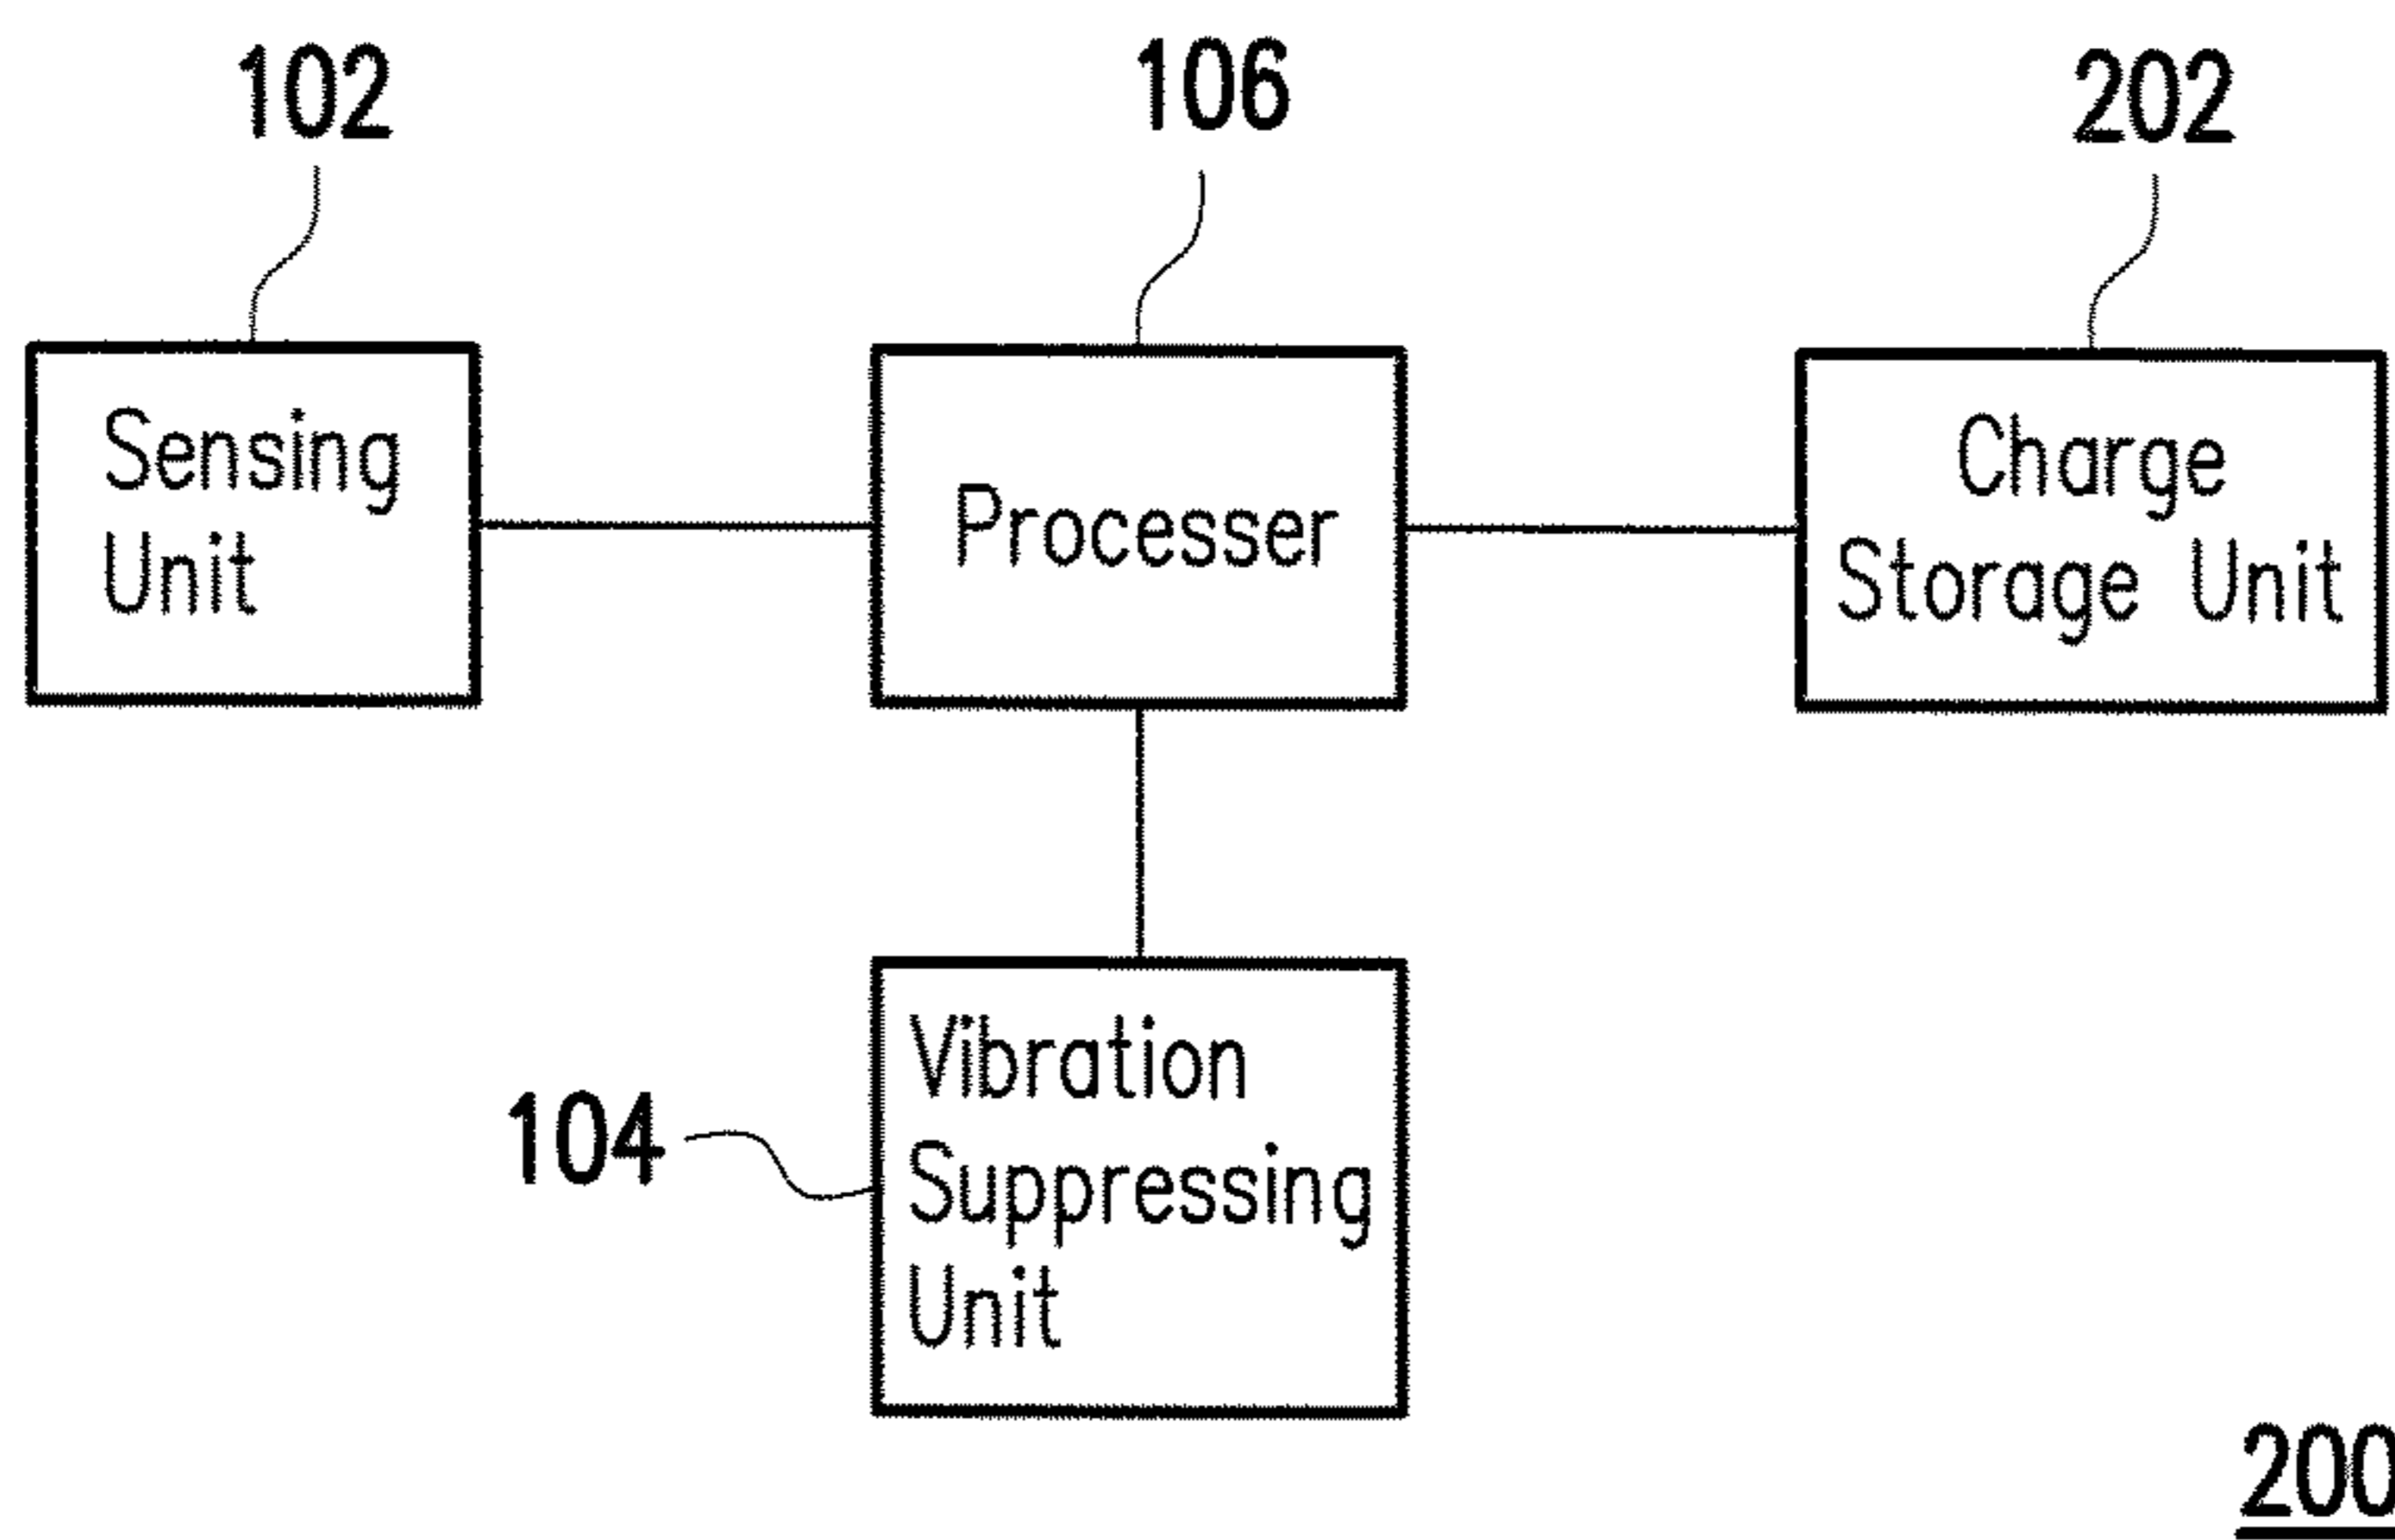 102
106
202
Sensing
Unit
Processer
Charge
Storage Unit
104
Vibration
Suppressing
Unit
200